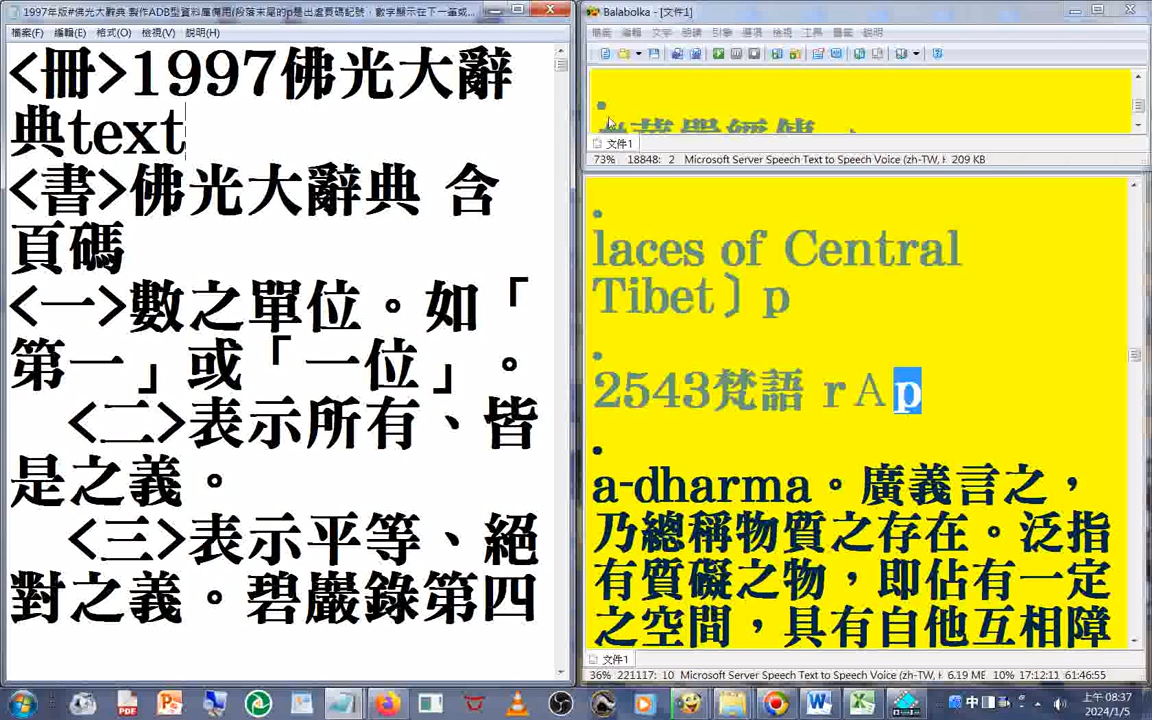 1997年版#佛光大辭典 製作ADB型資料庫備用(段落末尾的p是出處頁碼記號，數字顯示在下一筆或...
檔案(F) 編輯(E) 格式(O) 檢視(V) 說明(H)
<冊>1997佛光大辭
典text
<書>佛光大辭典 含
頁碼
<一>數之單位。如「
第一」或「一位」。
<二>表示所有、皆
是之義。
<三>表示平等、絕
對之義。碧巖錄第四
Balabolka - [文件1]
文件1
73% 18848: 2 Microsoft Server Speech Text to Speech Voice (zh-TW, H 209 KB
laces of Central
Tibet〕p
2543梵語 rＡp
a-dharma。廣義言之，
乃總稱物質之存在。泛指
有質礙之物，即佔有一定
之空間，具有自他互相障
文件1
36% 221117: 10 Microsoft Server Speech Text to Speech Voice (zh-TW, H 6.19 ME 10% 17:12:11 61:46:55
中
上午 08:37
2024/1/5